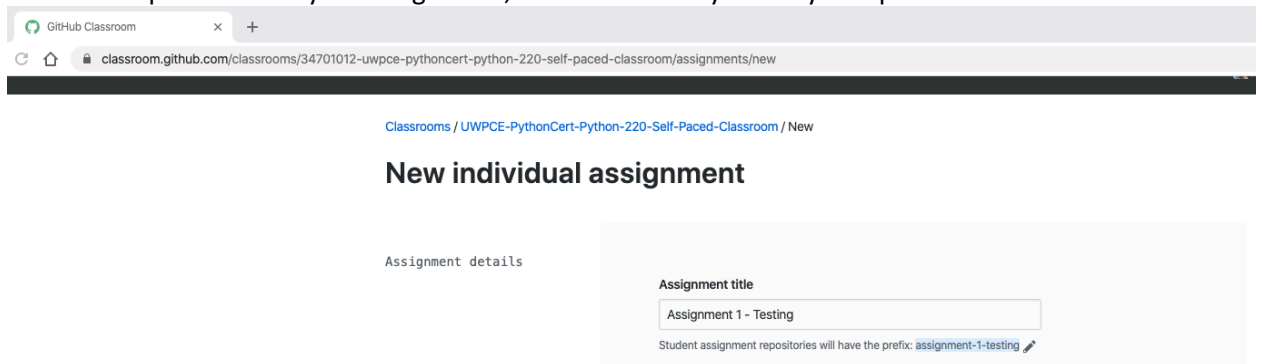 GitHub Classroom
classroom.github.com/classrooms/34701012-uwpce-pythoncert-python-220-self-paced-classroom/assignments/new
Classrooms / UWPCE-PythonCert-Python-220-Self-Paced-Classroom / New
New individual assignment
Assignment details
Assignment title
Assignment 1 - Testing
Student assignment repositories will have the prefix: assignment-1-testing